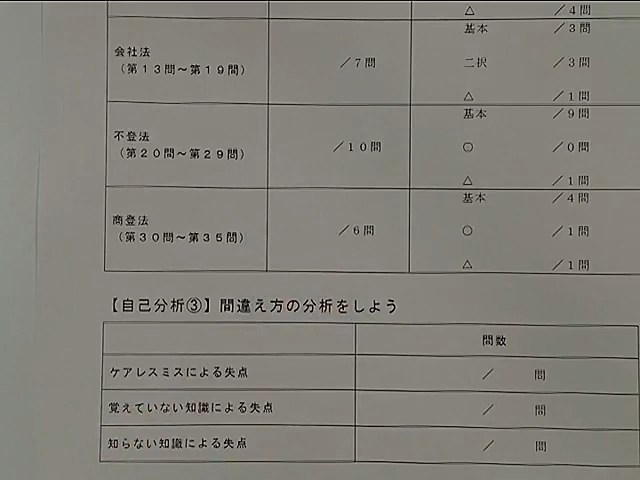 △ ／４問
会社法
（第１３問～第１９問）
／７問
基本 ／３問
二択 ／３問
△ ／１問
不登法
（第２０問～第２９問）
／１０問
基本 ／９問
○ ／０問
△ ／１問
商登法
（第３０問～第３５問）
／６問
基本 ／４問
○ ／１問
△ ／１問
【自己分析③】間違え方の分析をしよう
問数
ケアレスミスによる失点 ／ 問
覚えていない知識による失点 ／ 問
知らない知識による失点 ／ 問